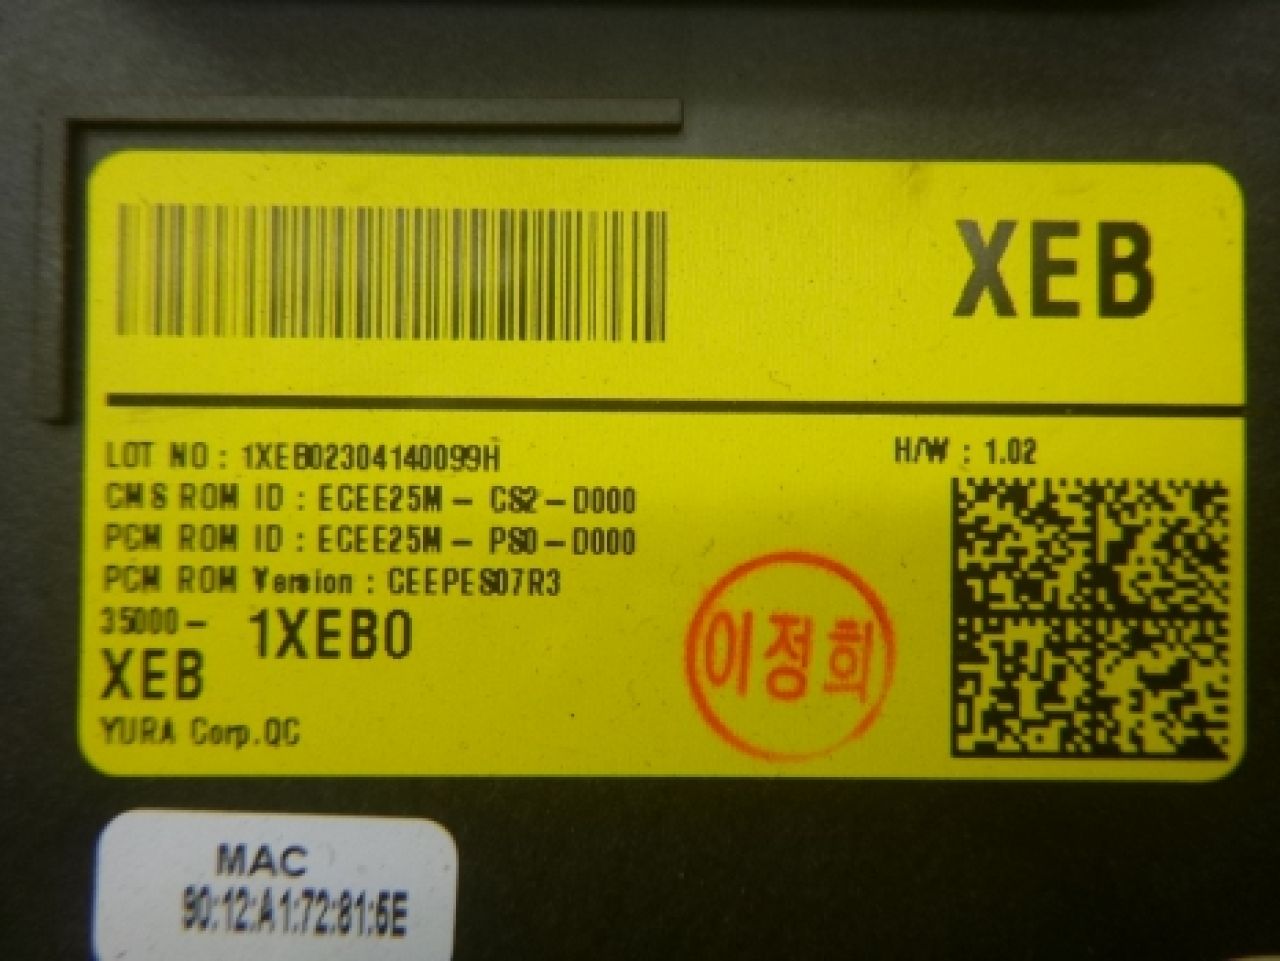 XEB
LOT NO : 1XEB02304140099H
H/W : 1.02
CMS ROM ID : ECEE25M - CS2-D000
PCM ROM ID : ECEE25M - PS0-D000
PCM ROM Version : CEEPES07R3
35000- 1XEB0
XEB
YURA Corp.QC
이정희
MAC
90:12:A1:72:81:6E